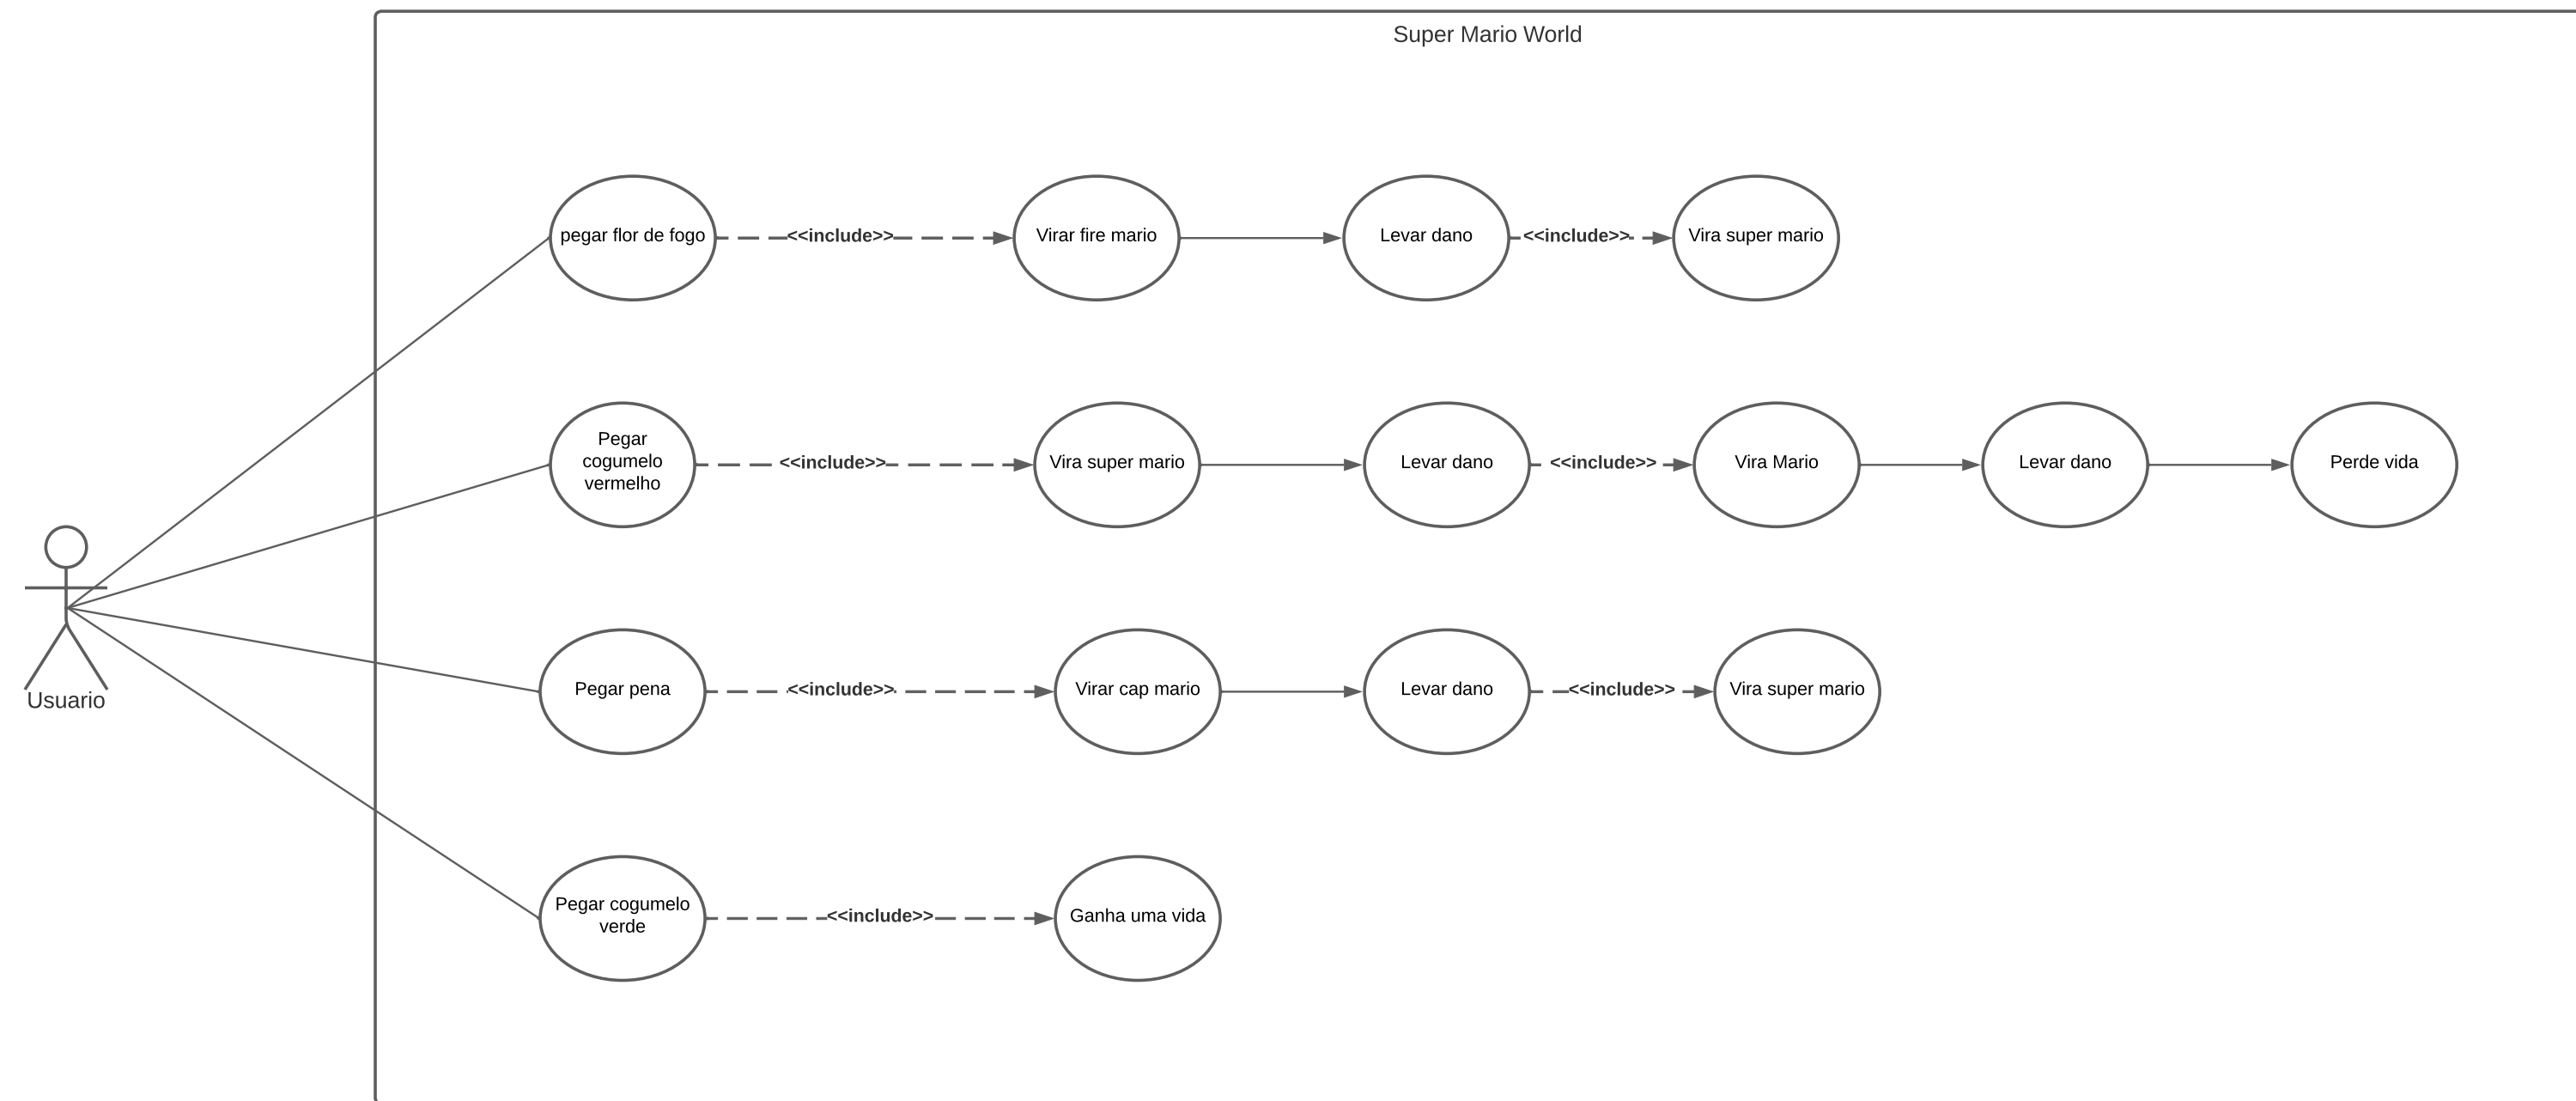 Super Mario World
pegar flor de fogo
<<include>>
Virar fire mario
Levar dano
<<include>>
Vira super mario
Pegar
cogumelo
vermelho
<<include>>
Vira super mario
Levar dano
<<include>>
Vira Mario
Levar dano
Perde vida
Usuario
Pegar pena
<<include>>
Virar cap mario
Levar dano
<<include>>
Vira super mario
Pegar cogumelo
verde
<<include>>
Ganha uma vida